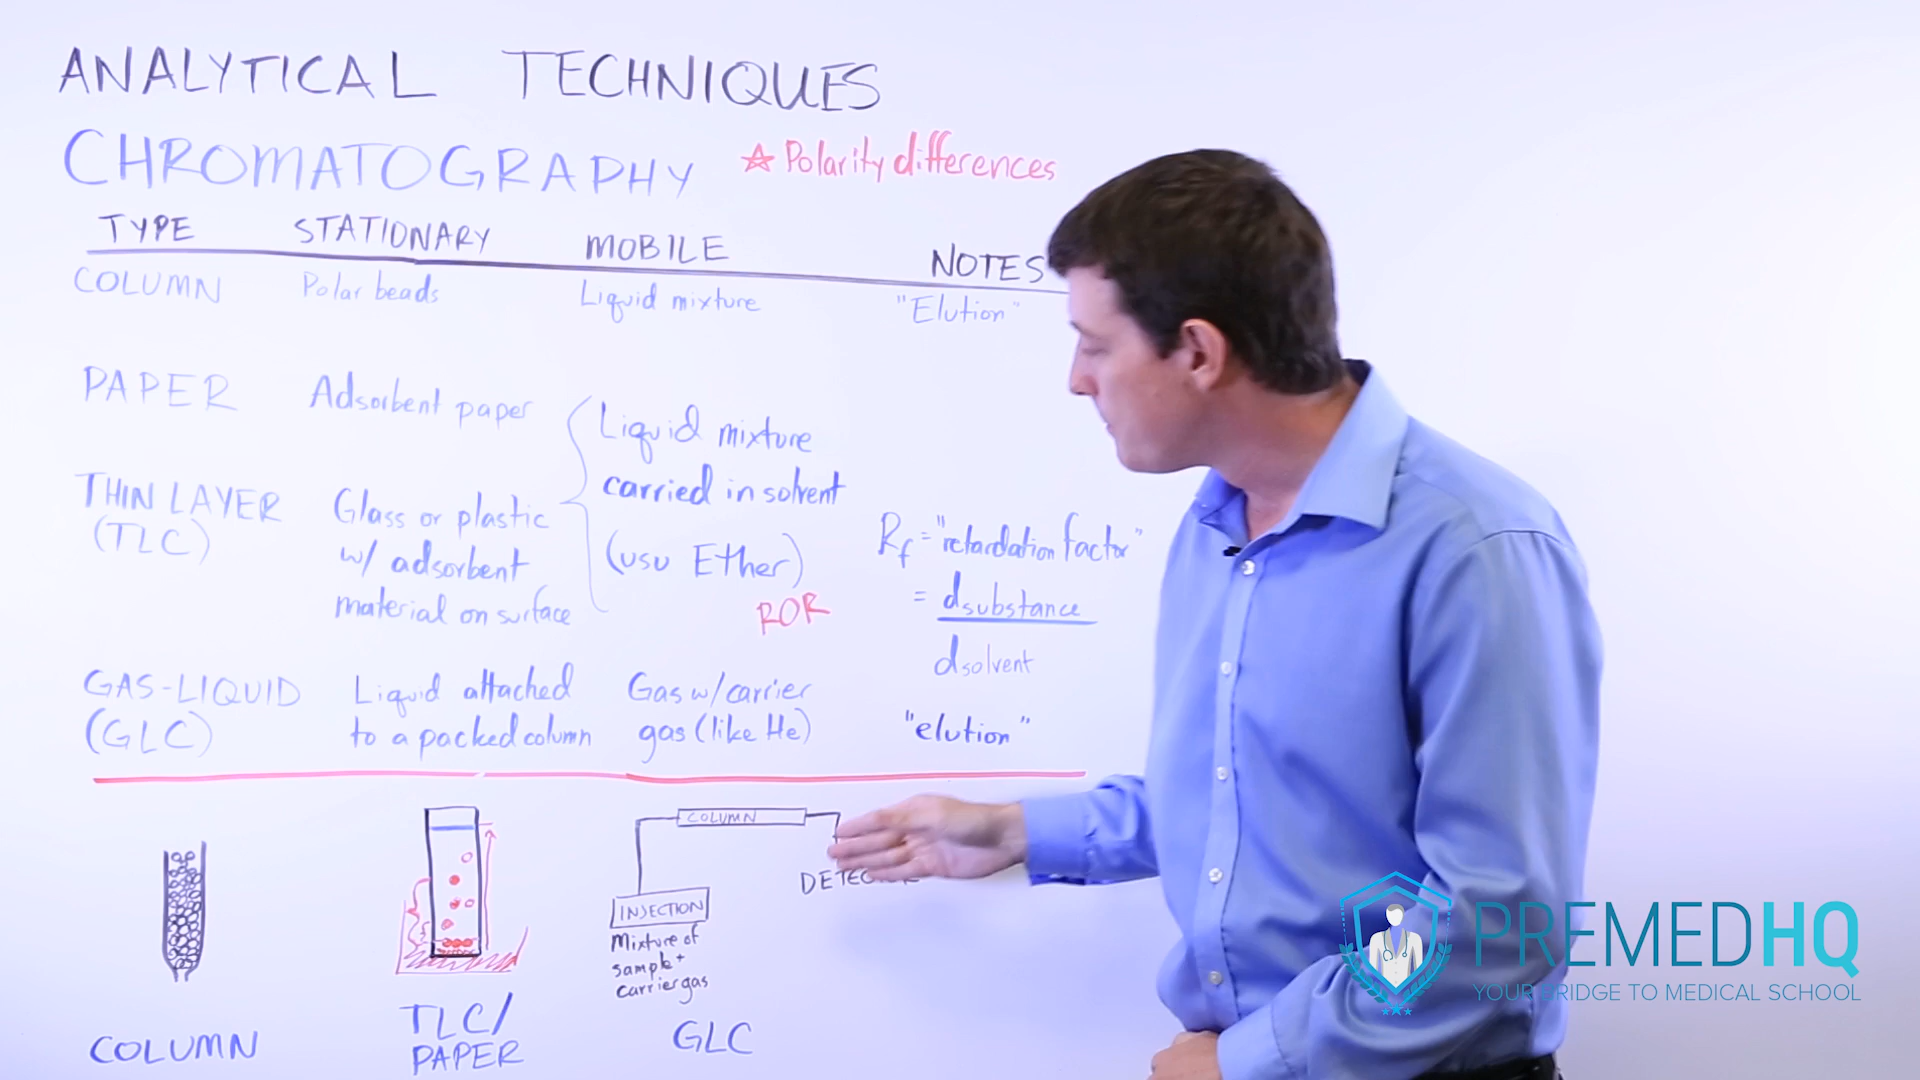 ANALYTICAL TECHNIQUES
CHROMATOGRAPHY ☆ Polarity differences
TYPE STATIONARY MOBILE NOTES
COLUMN Polar beads Liquid mixture "Elution"
PAPER Adsorbent paper Liquid mixture
carried in solvent
(usu Ether)
ROR
THIN LAYER
(TLC)
Glass or plastic
w/ adsorbent
material on surface
Rf = "retardation factor"
= dsubstance
dsolvent
GAS-LIQUID
(GLC)
Liquid attached
to a packed column
Gas w/carrier
gas (like He)
"elution"
COLUMN
INJECTION
Mixture of
sample +
carrier gas
COLUMN
TLC/
PAPER
GLC
PREMEDHQ
YOUR BRIDGE TO MEDICAL SCHOOL